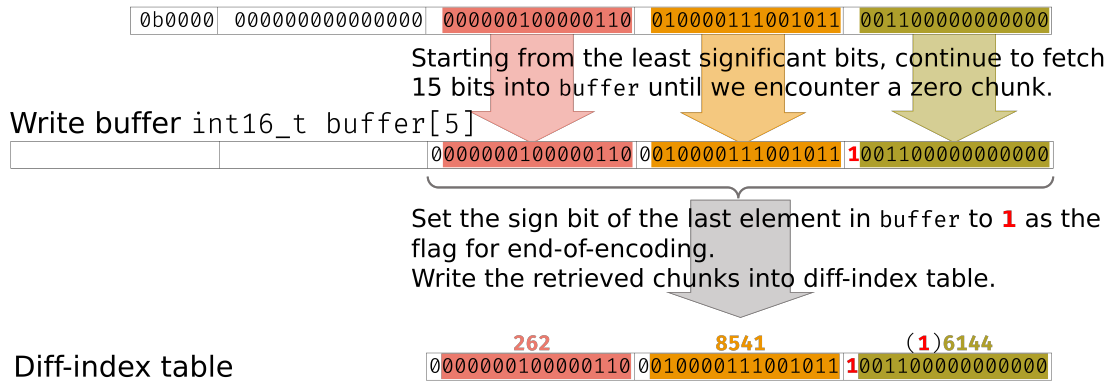 0b0000 000000000000000 000000100000110 010000111001011 001100000000000
Starting from the least significant bits, continue to fetch
15 bits into buffer until we encounter a zero chunk.
Write buffer int16_t buffer[5]
0000000100000110 0010000111001011 1001100000000000
Set the sign bit of the last element in buffer to 1 as the
flag for end-of-encoding.
Write the retrieved chunks into diff-index table.
262 8541 (1)6144
Diff-index table 0000000100000110 0010000111001011 1001100000000000